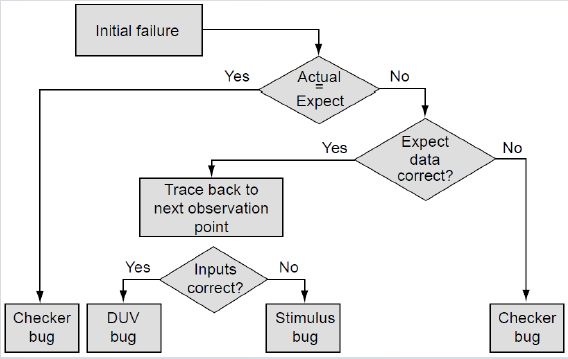 Initial failure
Yes
Actual
=
Expect
No
Yes
Expect
data
correct?
No
Trace back to
next observation
point
Yes
Inputs
correct?
No
Checker
bug
DUV
bug
Stimulus
bug
Checker
bug